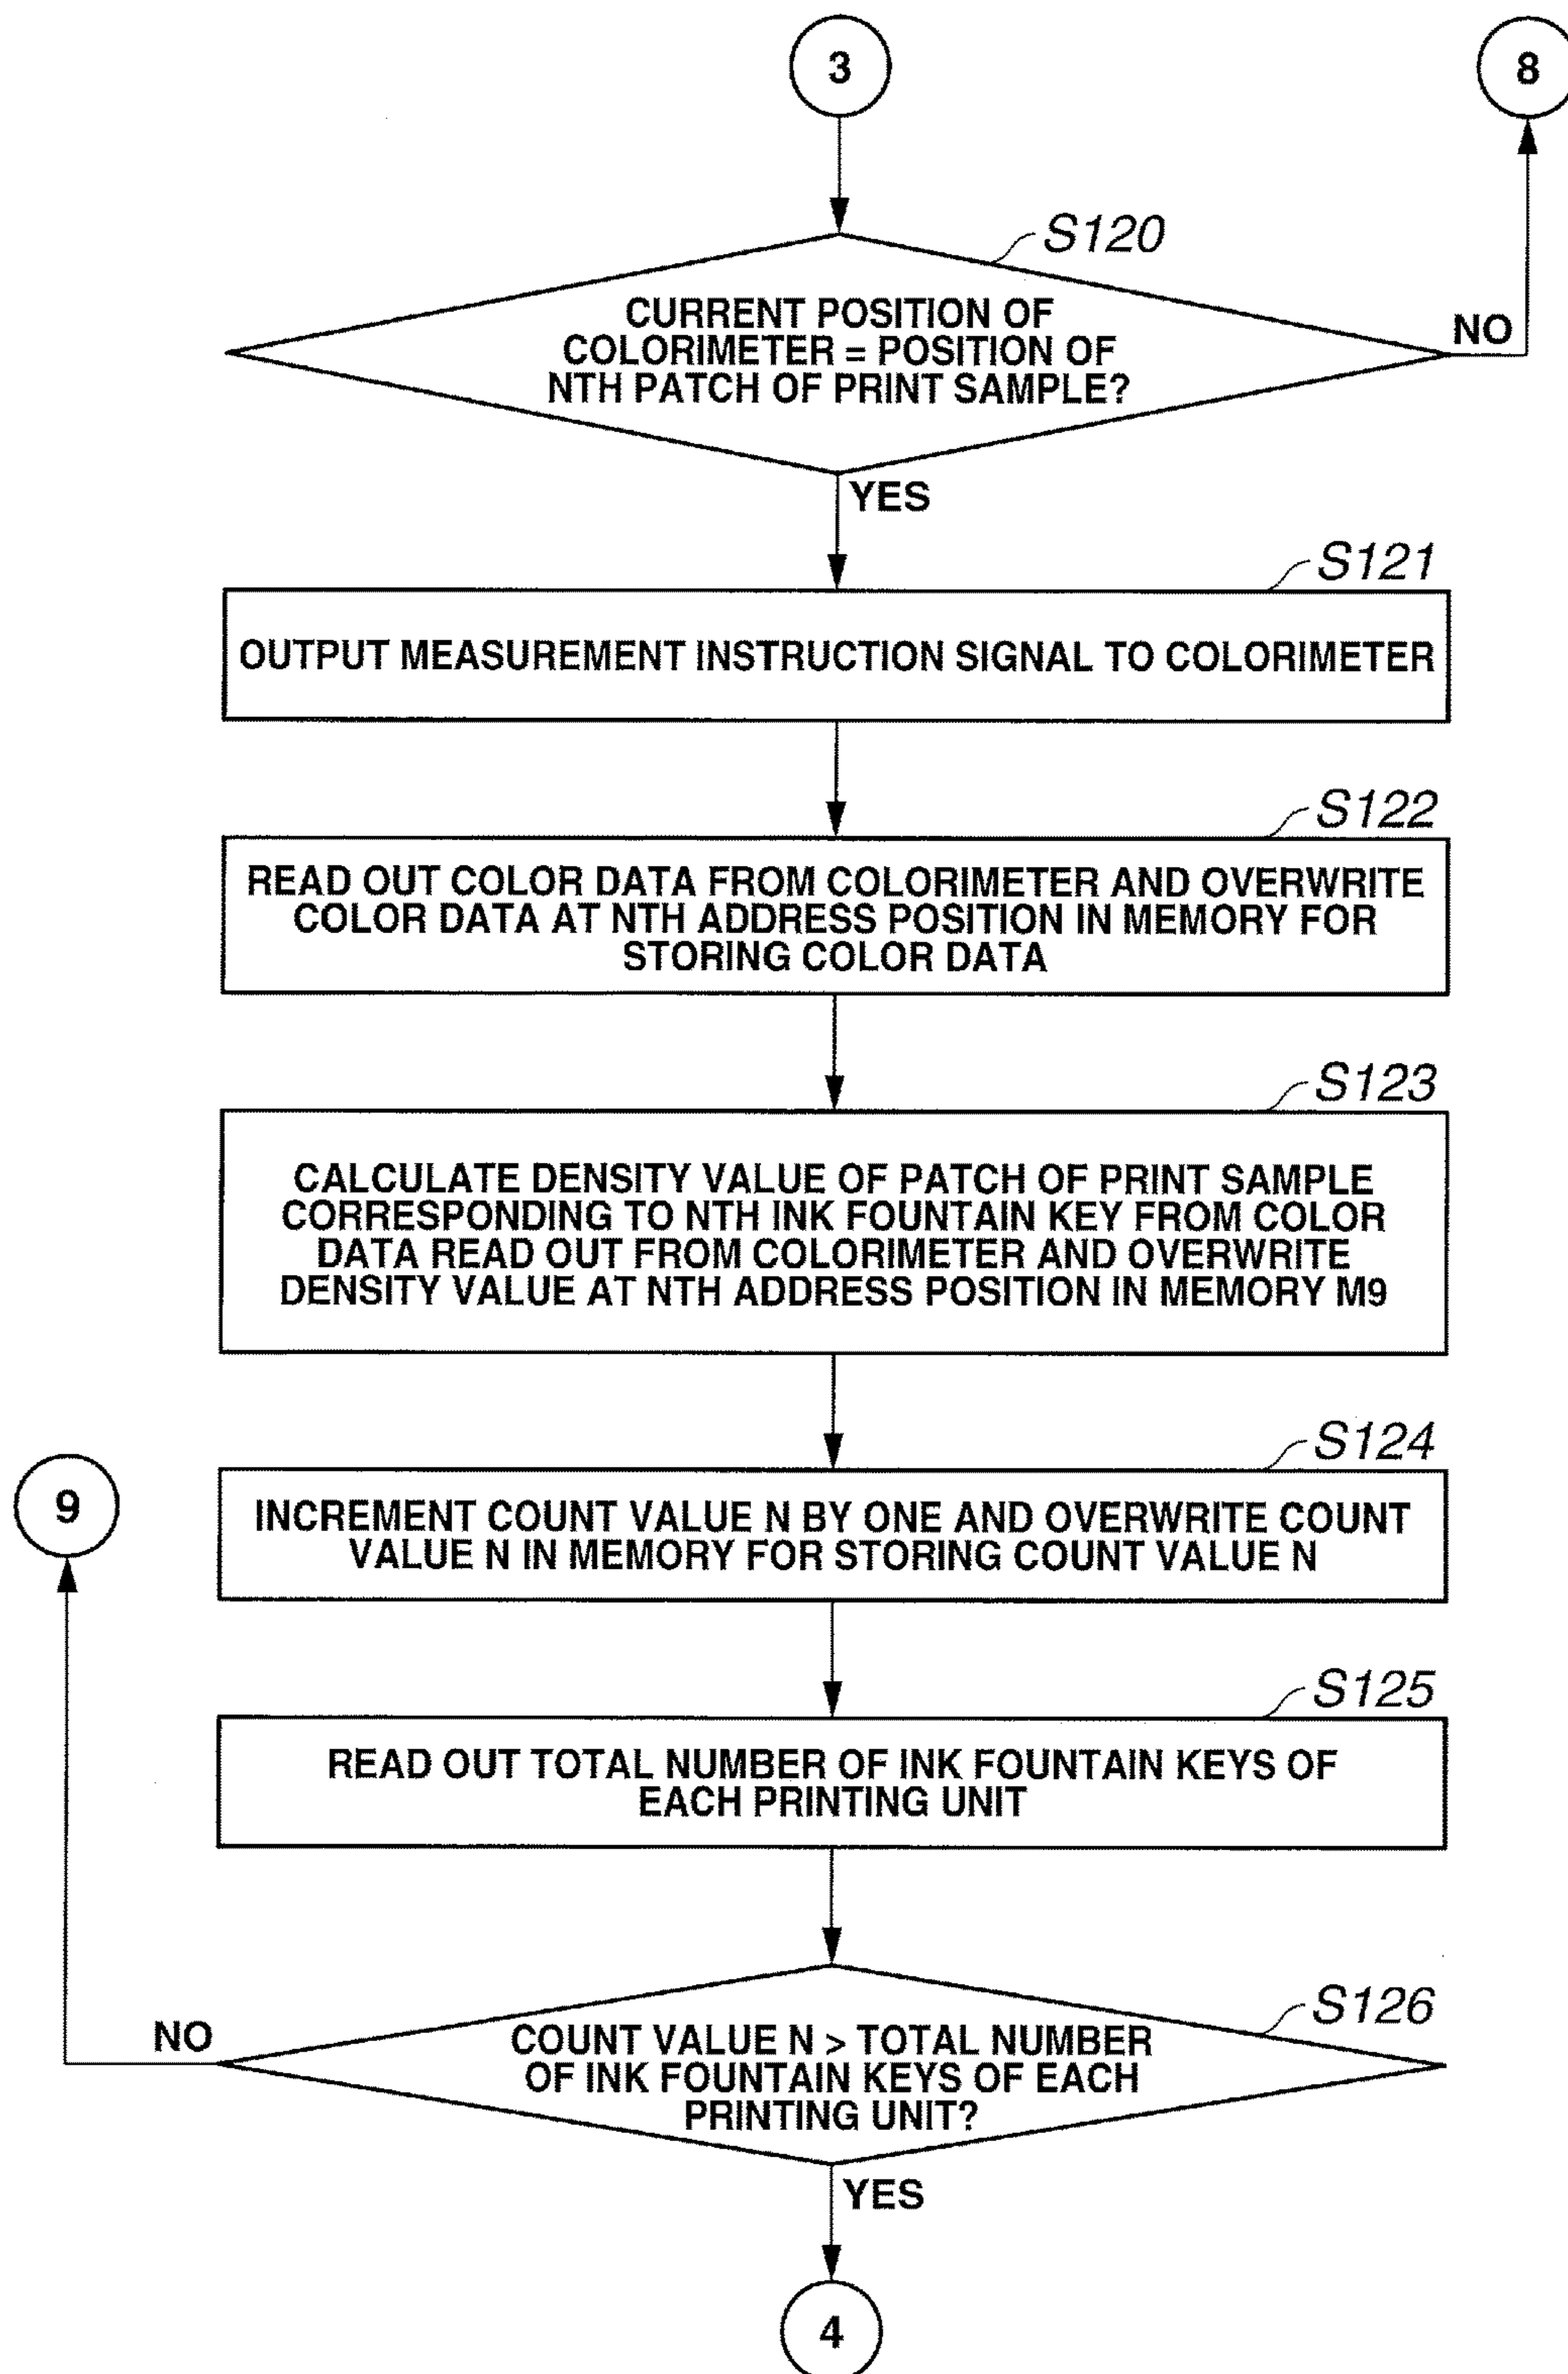 3
8
S120
CURRENT POSITION OF
COLORIMETER = POSITION OF
NTH PATCH OF PRINT SAMPLE?
NO
YES
S121
OUTPUT MEASUREMENT INSTRUCTION SIGNAL TO COLORIMETER
S122
READ OUT COLOR DATA FROM COLORIMETER AND OVERWRITE
COLOR DATA AT NTH ADDRESS POSITION IN MEMORY FOR
STORING COLOR DATA
S123
CALCULATE DENSITY VALUE OF PATCH OF PRINT SAMPLE
CORRESPONDING TO NTH INK FOUNTAIN KEY FROM COLOR
DATA READ OUT FROM COLORIMETER AND OVERWRITE
DENSITY VALUE AT NTH ADDRESS POSITION IN MEMORY M9
S124
9
INCREMENT COUNT VALUE N BY ONE AND OVERWRITE COUNT
VALUE N IN MEMORY FOR STORING COUNT VALUE N
S125
READ OUT TOTAL NUMBER OF INK FOUNTAIN KEYS OF
EACH PRINTING UNIT
S126
NO
COUNT VALUE N > TOTAL NUMBER
OF INK FOUNTAIN KEYS OF EACH
PRINTING UNIT?
YES
4